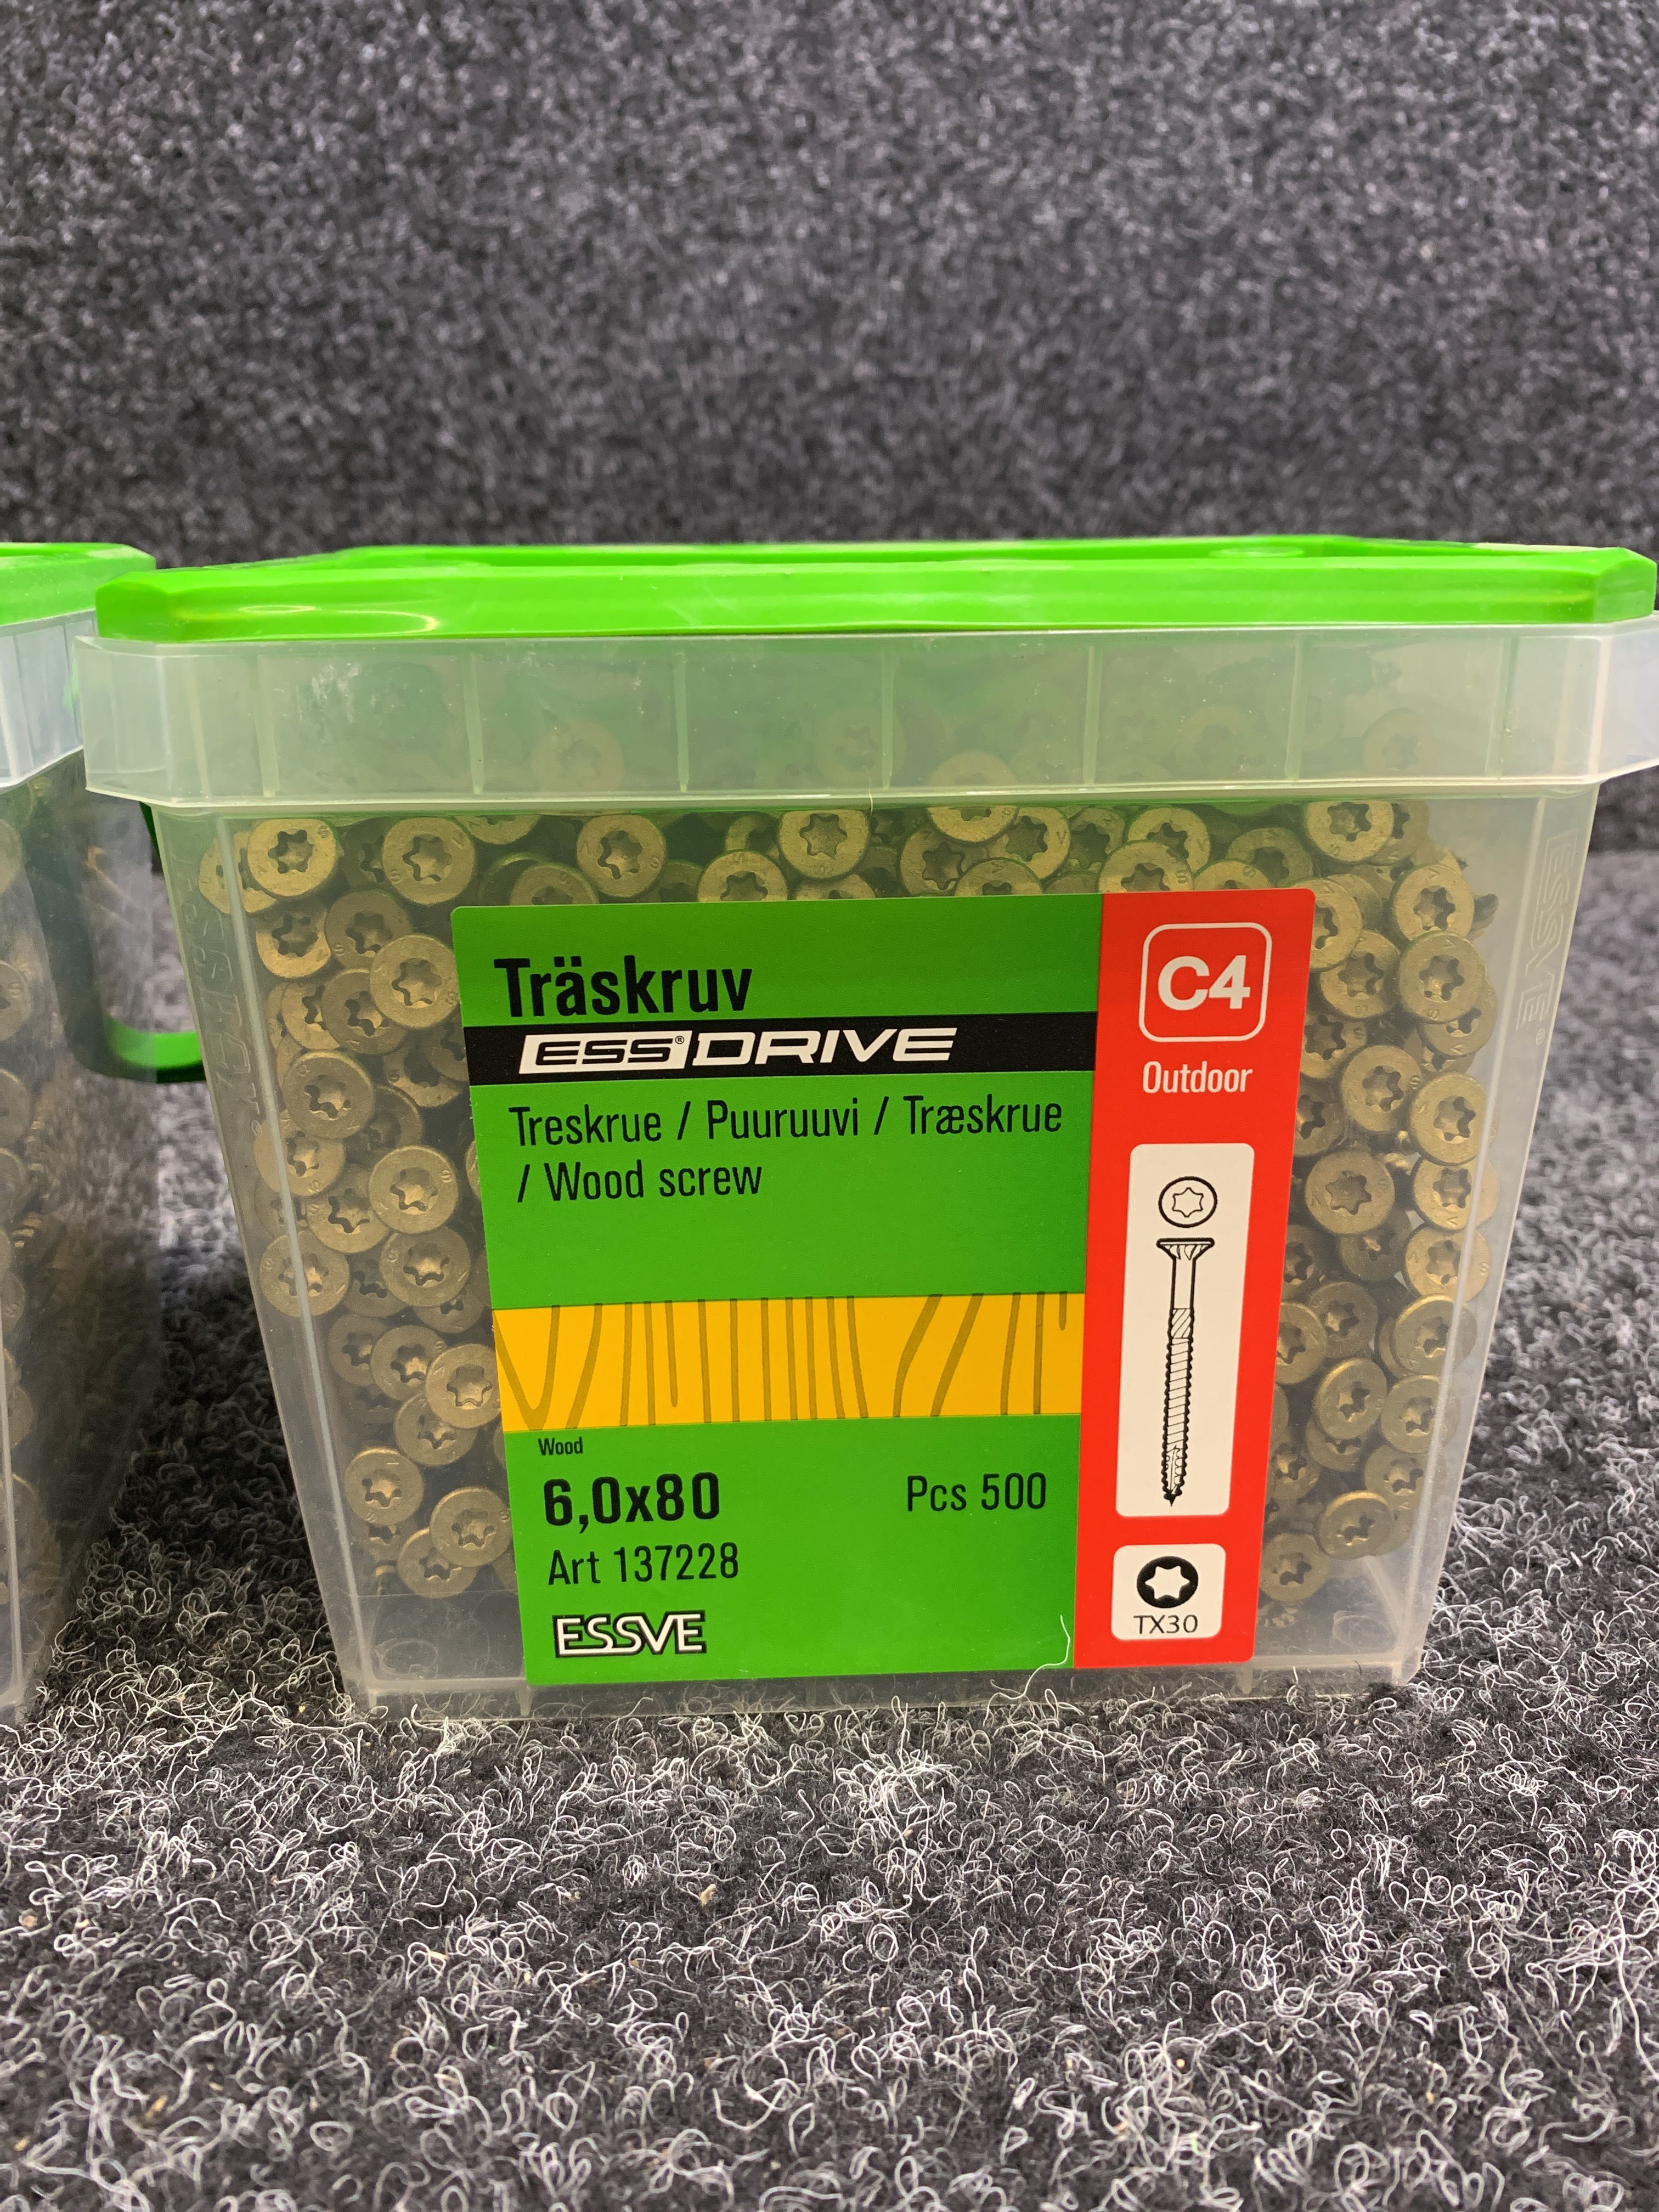 Träskruv
ESS® DRIVE
Treskrue / Puuruuvi / Træskrue
/ Wood screw
Wood
6,0x80
Pcs 500
Art 137228
ESSVE
C4
Outdoor
TX30
ESSVE